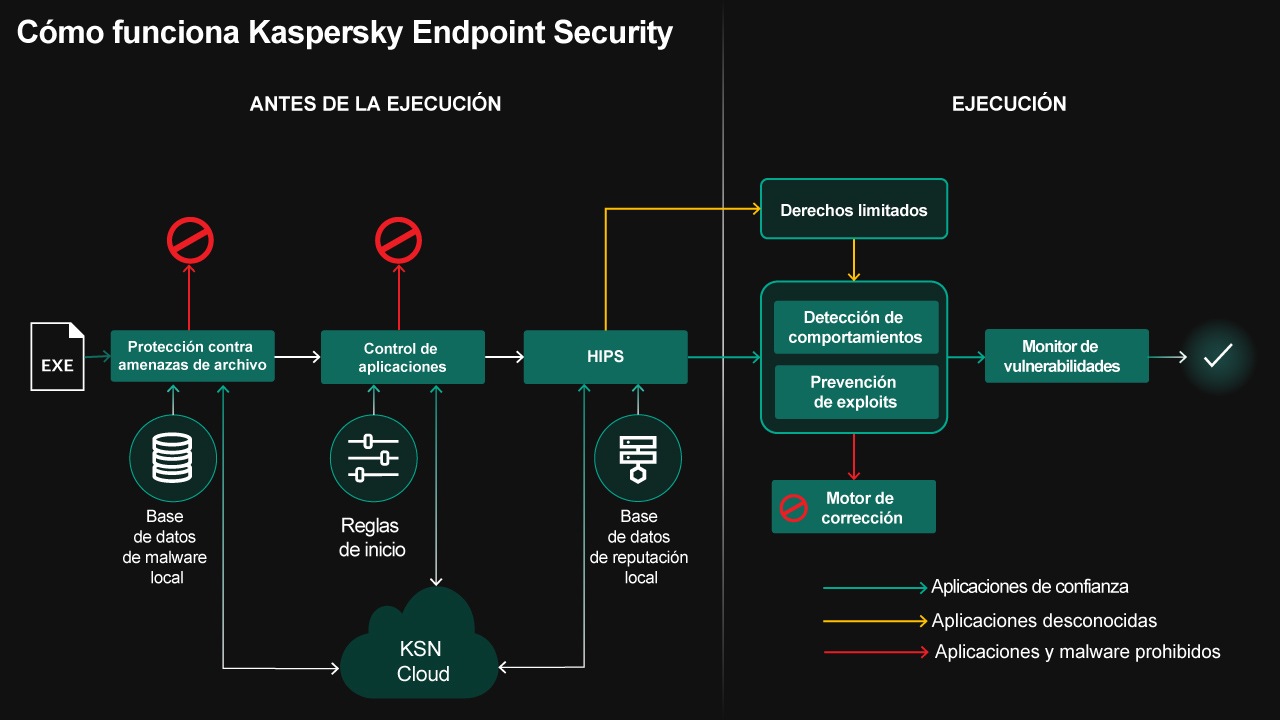 Cómo funciona Kaspersky Endpoint Security
ANTES DE LA EJECUCIÓN
EJECUCIÓN
Derechos limitados
EXE
Protección contra
amenazas de archivo
Control de
aplicaciones
HIPS
Detección de
comportamientos
Prevención
de exploits
Monitor de
vulnerabilidades
Base
de datos
de malware
local
Reglas
de inicio
Base
de datos
de reputación
local
Motor de
corrección
KSN
Cloud
Aplicaciones de confianza
Aplicaciones desconocidas
Aplicaciones y malware prohibidos